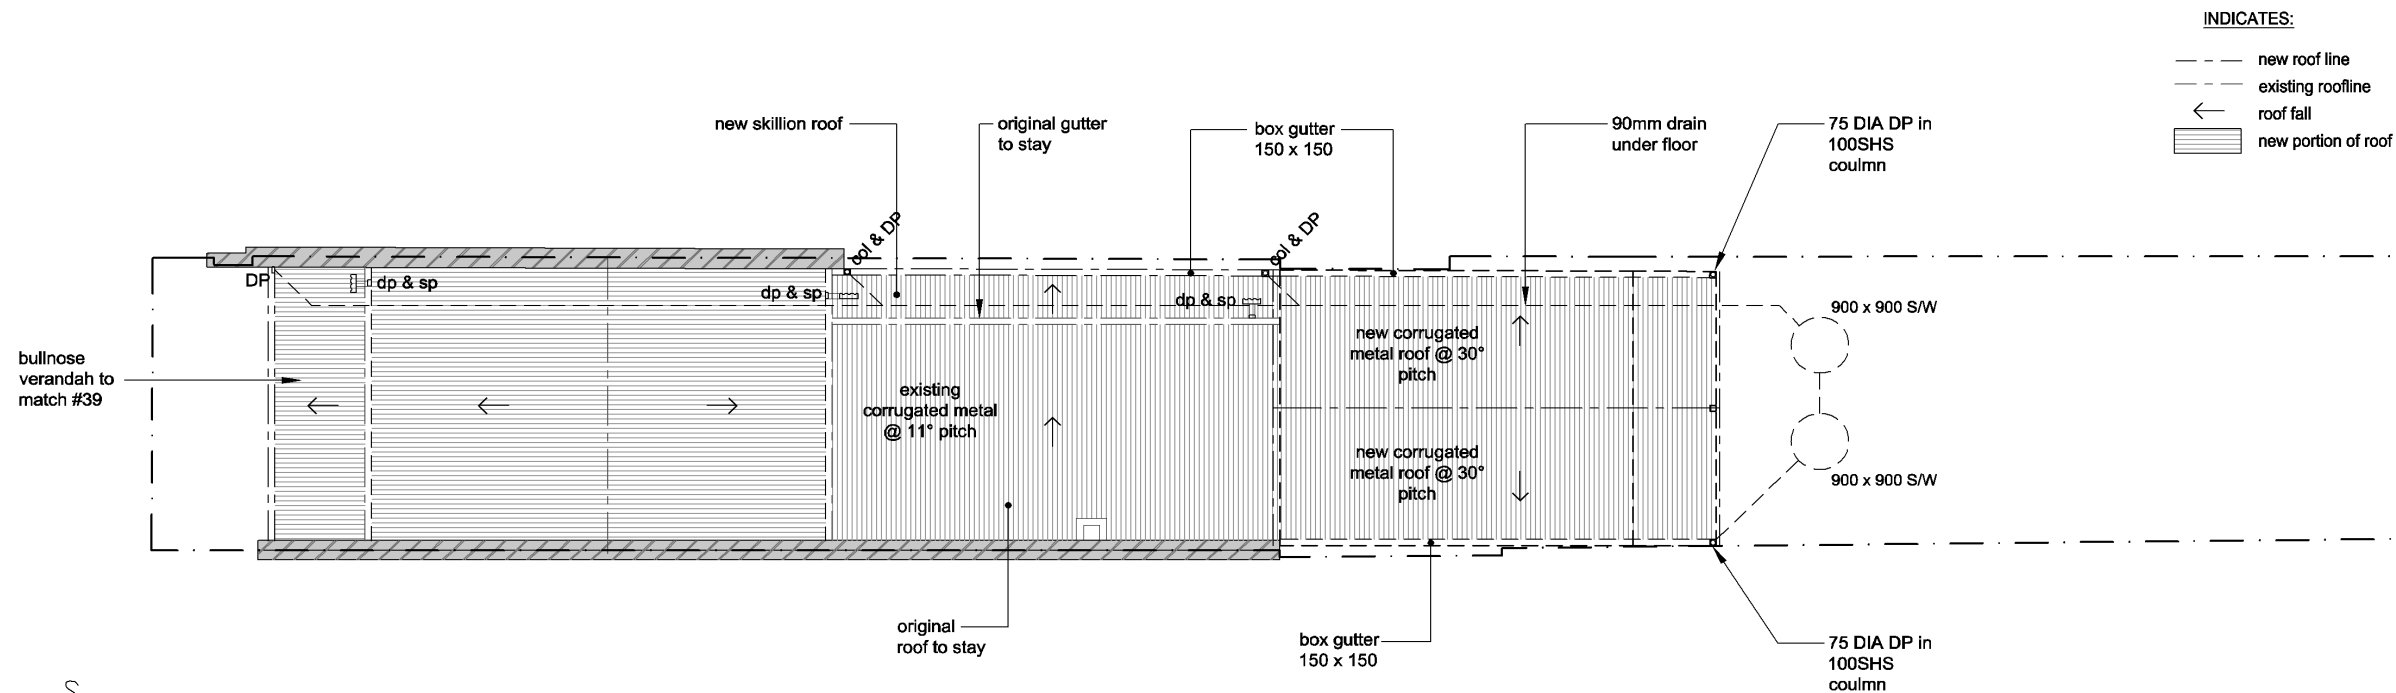 INDICATES:
new roof line
existing roofline
roof fall
new portion of roof
new skillion roof
original gutter
to stay
box gutter
150 x 150
90mm drain
under floor
75 DIA DP in
100SHS
coulmn
col & DP
col & DP
DP
dp & sp
dp & sp
dp & sp
900 x 900 S/W
new corrugated
metal roof @ 30°
pitch
bullnose
verandah to
match #39
existing
corrugated metal
@ 11° pitch
new corrugated
metal roof @ 30°
pitch
900 x 900 S/W
original
roof to stay
box gutter
150 x 150
75 DIA DP in
100SHS
coulmn